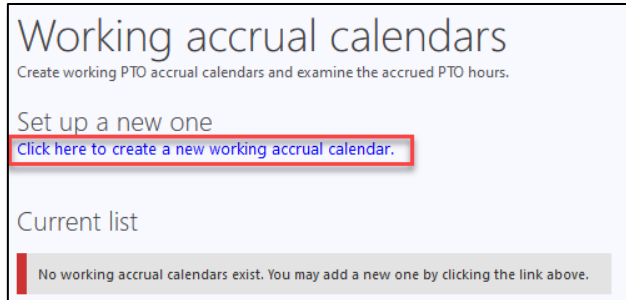 Working accrual calendars
Create working PTO accrual calendars and examine the accrued PTO hours.
Set up a new one
Click here to create a new working accrual calendar.
Current list
No working accrual calendars exist. You may add a new one by clicking the link above.